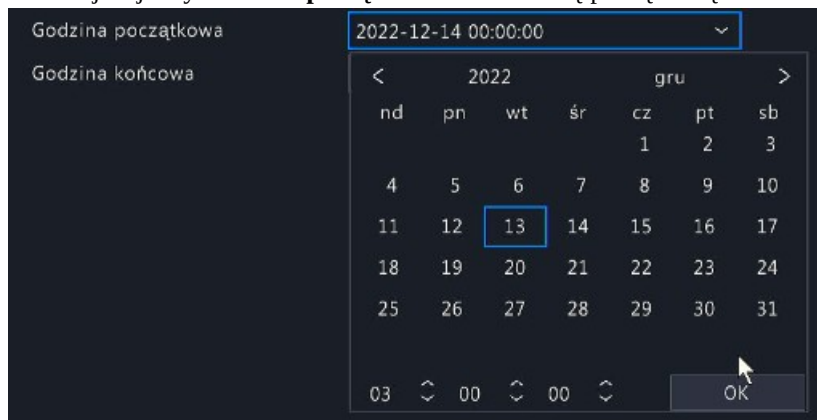 Godzina początkowa 2022-12-14 00:00:00
Godzina końcowa < 2022 gru >
nd pn wt śr cz pt sb
1 2 3
4 5 6 7 8 9 10
11 12 13 14 15 16 17
18 19 20 21 22 23 24
25 26 27 28 29 30 31
03 00 00 OK